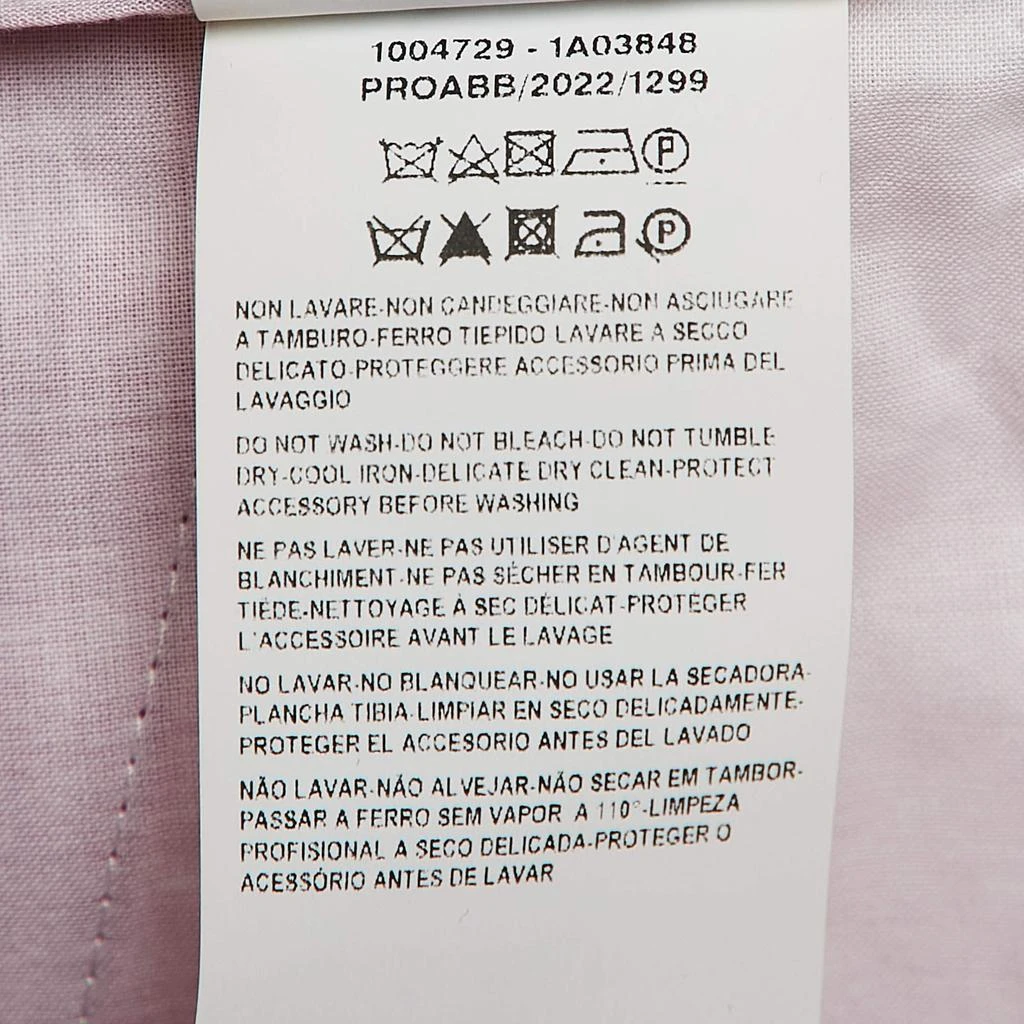 1004729 - 1A03848
PROABB/2022/1299
P
P
NON LAVARE-NON CANDEGGIARE-NON ASCIUGARE
A TAMBURO-FERRO TIEPIDO LAVARE A SECCO
DELICATO-PROTEGGERE ACCESSORIO PRIMA DEL
LAVAGGIO
DO NOT WASH-DO NOT BLEACH-DO NOT TUMBLE
DRY-COOL IRON-DELICATE DRY CLEAN-PROTECT
ACCESSORY BEFORE WASHING
NE PAS LAVER-NE PAS UTILISER D'AGENT DE
BLANCHIMENT-NE PAS SÉCHER EN TAMBOUR-FER
TIÈDE-NETTOYAGE À SEC DÉLICAT-PROTÉGER
L'ACCESSOIRE AVANT LE LAVAGE
NO LAVAR-NO BLANQUEAR-NO USAR LA SECADORA-
PLANCHA TIBIA-LIMPIAR EN SECO DELICADAMENTE-
PROTEGER EL ACCESORIO ANTES DEL LAVADO
NÃO LAVAR-NÃO ALVEJAR-NÃO SECAR EM TAMBOR-
PASSAR A FERRO SEM VAPOR A 110°-LIMPEZA
PROFISIONAL A SECO DELICADA-PROTEGER O
ACESSÓRIO ANTES DE LAVAR